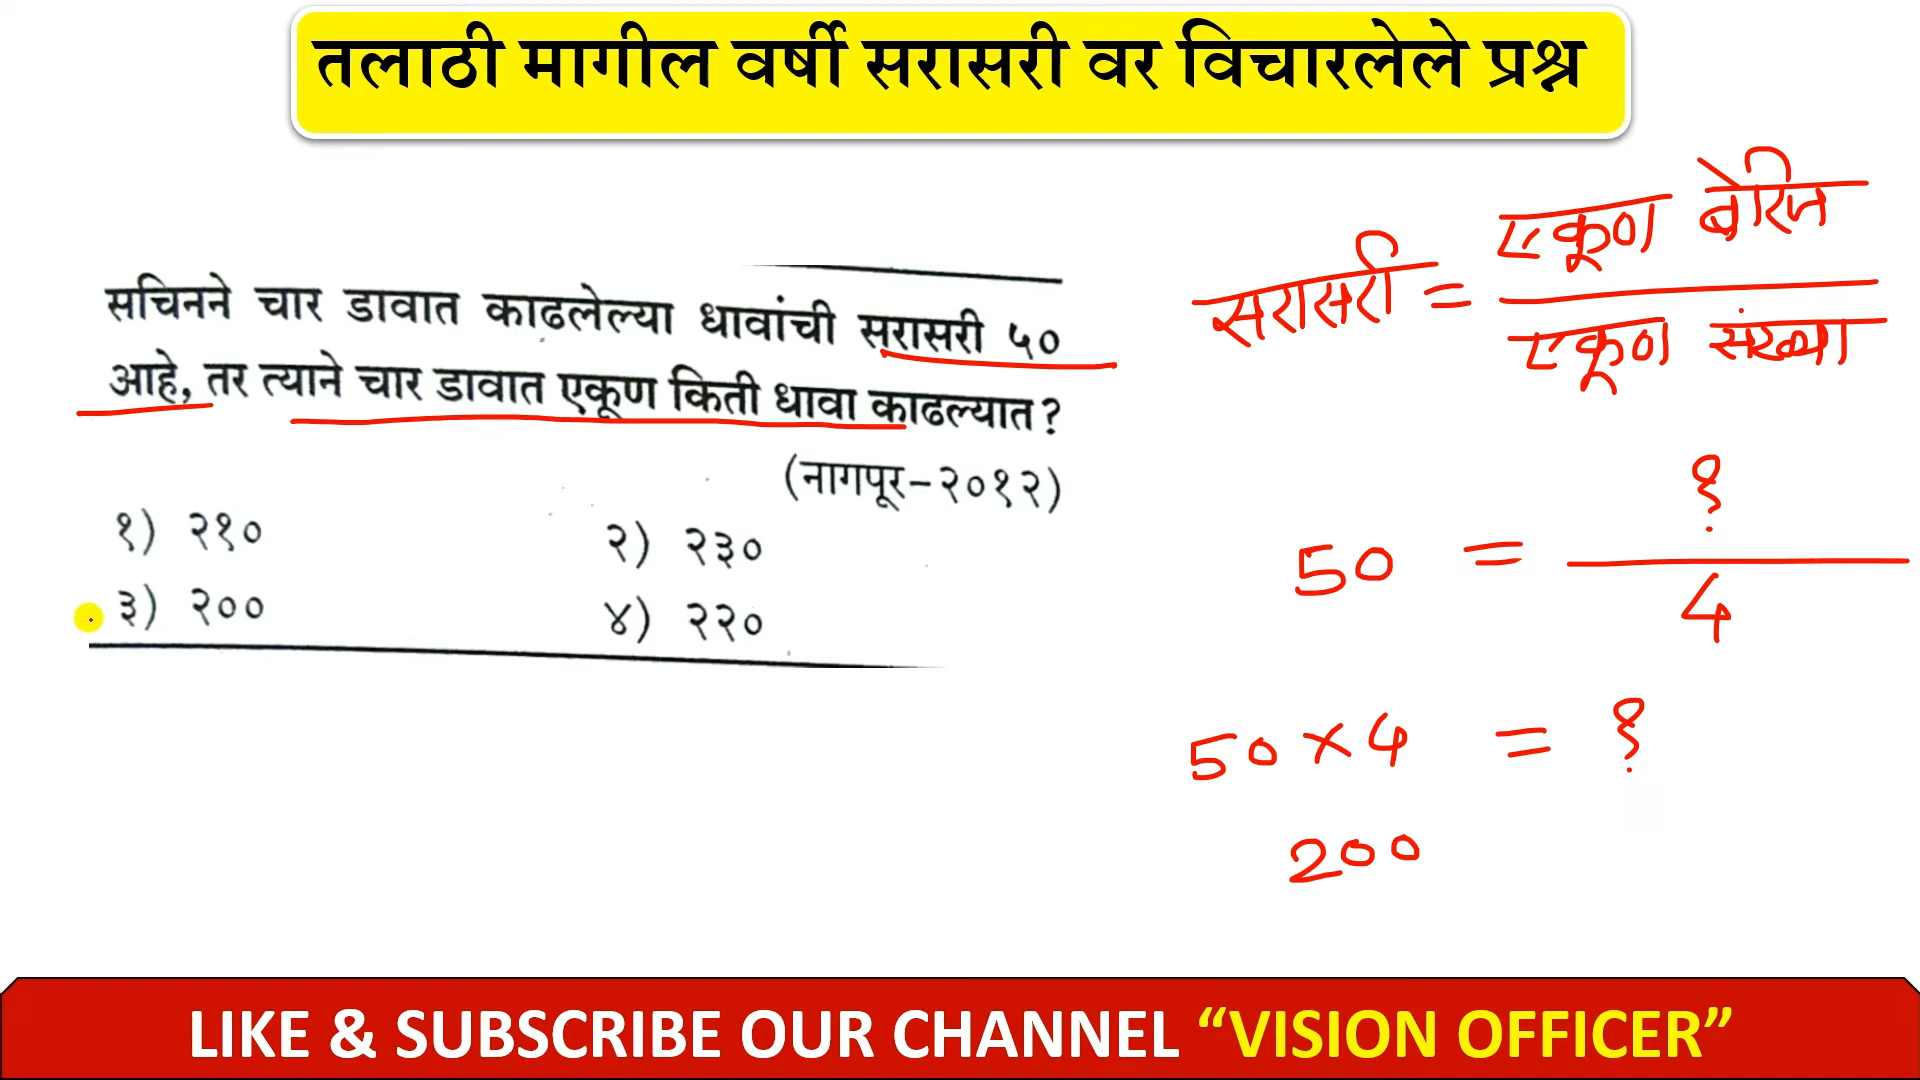 तलाठी मागील वर्षी सरासरी वर विचारलेले प्रश्न
सचिनने चार डावात काढलेल्या धावांची सरासरी ५०
आहे, तर त्याने चार डावात एकूण किती धावा काढल्यात?
(नागपूर-२०१२)
१) २१० २) २३०
३) २०० ४) २२०
सरासरी = एकूण बेरिज
एकूण संख्या
50 = ?
4
50 × 4 = ?
200
LIKE & SUBSCRIBE OUR CHANNEL “VISION OFFICER”